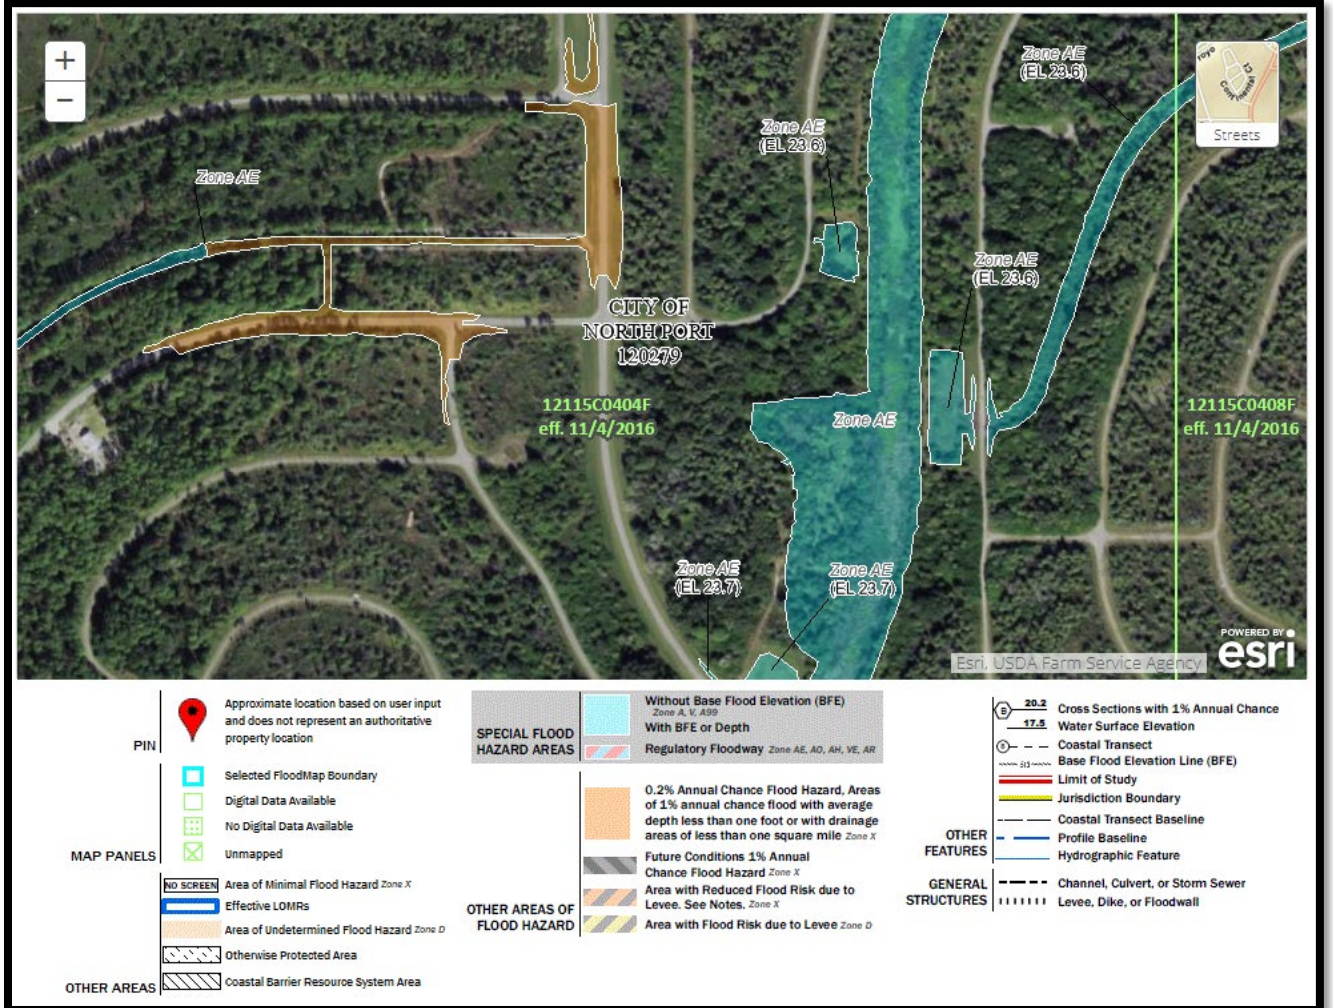 +
−
Zone AE
(EL 23.6)
royo
Continental
Cr
Streets
Zone AE
(EL 23.6)
Zone AE
Zone AE
(EL 23.6)
CITY OF
NORTH PORT
120279
12115C0404F
eff. 11/4/2016
Zone AE
12115C0408F
eff. 11/4/2016
Zone AE
(EL 23.7)
Zone AE
(EL 23.7)
POWERED BY
esri
Esri, USDA Farm Service Agency
PIN
Approximate location based on user input
and does not represent an authoritative
property location
MAP PANELS
Selected FloodMap Boundary
Digital Data Available
No Digital Data Available
Unmapped
OTHER AREAS
NO SCREEN Area of Minimal Flood Hazard Zone X
Effective LOMRs
Area of Undetermined Flood Hazard Zone D
Otherwise Protected Area
Coastal Barrier Resource System Area
SPECIAL FLOOD
HAZARD AREAS
Without Base Flood Elevation (BFE)
Zone A, V, A99
With BFE or Depth
Regulatory Floodway Zone AE, AO, AH, VE, AR
OTHER AREAS OF
FLOOD HAZARD
0.2% Annual Chance Flood Hazard, Areas
of 1% annual chance flood with average
depth less than one foot or with drainage
areas of less than one square mile Zone X
Future Conditions 1% Annual
Chance Flood Hazard Zone X
Area with Reduced Flood Risk due to
Levee. See Notes. Zone X
Area with Flood Risk due to Levee Zone D
OTHER
FEATURES
B 20.2 Cross Sections with 1% Annual Chance
17.5 Water Surface Elevation
8 Coastal Transect
513 Base Flood Elevation Line (BFE)
Limit of Study
Jurisdiction Boundary
Coastal Transect Baseline
Profile Baseline
Hydrographic Feature
GENERAL
STRUCTURES
Channel, Culvert, or Storm Sewer
Levee, Dike, or Floodwall